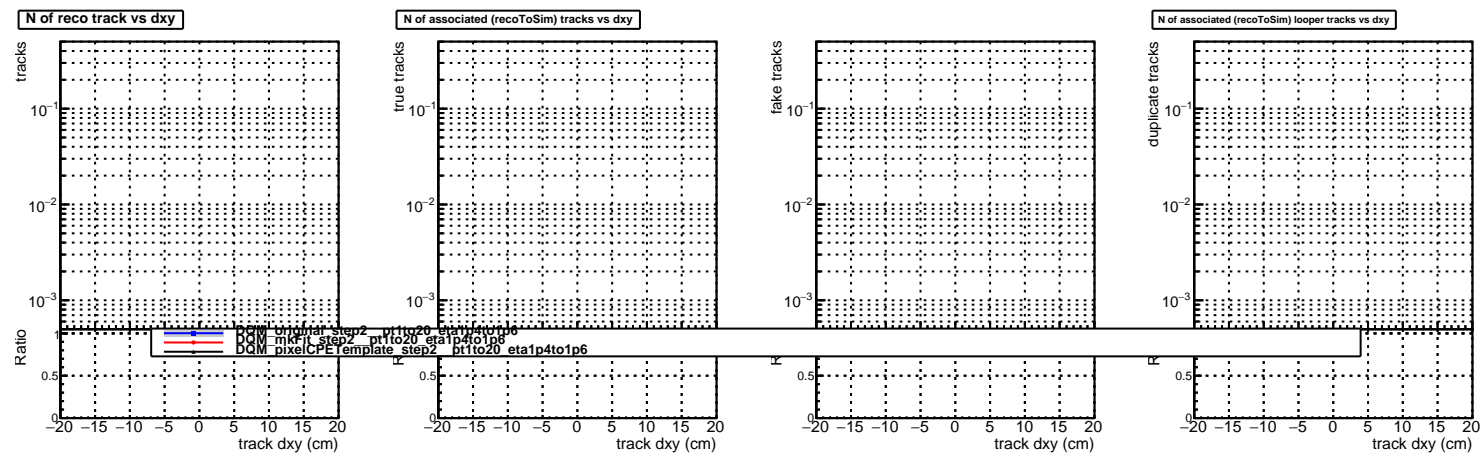 N of reco track vs dxy
N of associated (recoToSim) tracks vs dxy
N of associated (recoToSim) looper tracks vs dxy
tracks
10⁻¹
10⁻²
10⁻³
Ratio
1
0.5
0
−20 −15 −10 −5 0 5 10 15 20
track dxy (cm)
true tracks
10⁻¹
10⁻²
10⁻³
0.5
0
−20 −15 −10 −5 0 5 10 15 20
track dxy (cm)
fake tracks
10⁻¹
10⁻²
10⁻³
0.5
0
−20 −15 −10 −5 0 5 10 15 20
track dxy (cm)
duplicate tracks
10⁻¹
10⁻²
10⁻³
0.5
0
−20 −15 −10 −5 0 5 10 15 20
track dxy (cm)
DQM_original_step2__pt1to20_eta1p4to1p6
DQM_mkFit_step2__pt1to20_eta1p4to1p6
DQM_pixelCPETemplate_step2__pt1to20_eta1p4to1p6